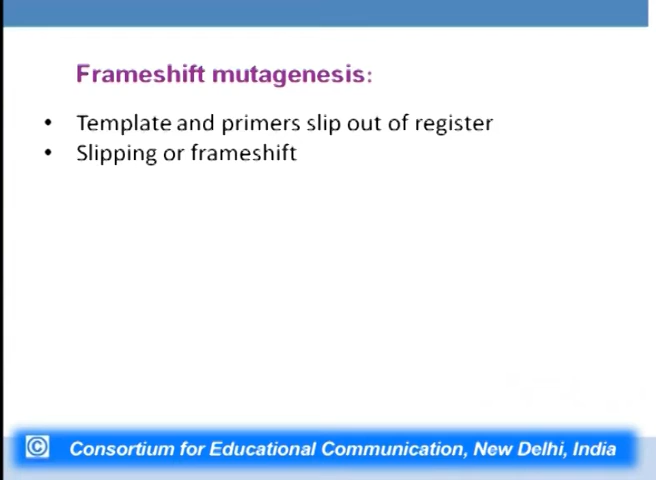 Frameshift mutagenesis:
• Template and primers slip out of register
• Slipping or frameshift
© Consortium for Educational Communication, New Delhi, India